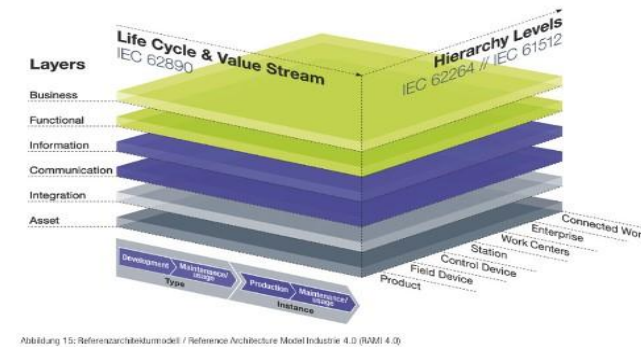 Life Cycle & Value Stream
IEC 62890
Hierarchy Levels
IEC 62264 // IEC 61512
Layers
Business
Functional
Information
Communication
Integration
Asset
Development
Maintenance/
usage
Type
Production
Maintenance/
usage
Instance
Connected Wor
Enterprise
Work Centers
Station
Control Device
Field Device
Product
Abbildung 15: Referenzarchitekturmodell / Reference Architecture Model Industrie 4.0 (RAMI 4.0)